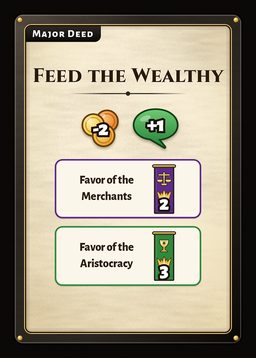 Major Deed
Feed the Wealthy
-2 +1
Favor of the
Merchants
2
Favor of the
Aristocracy
3